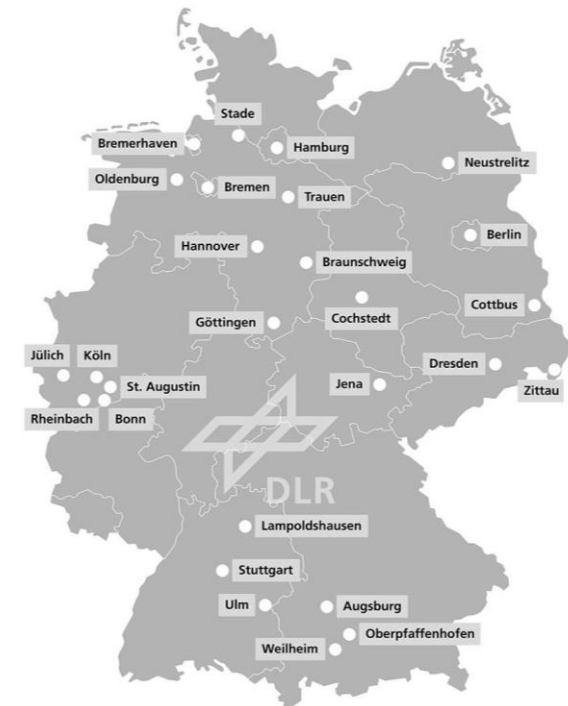 Stade
Bremerhaven
Hamburg
Neustrelitz
Oldenburg
Bremen
Trauen
Berlin
Hannover
Braunschweig
Cottbus
Cochstedt
Göttingen
Jülich
Köln
Dresden
St. Augustin
Jena
Zittau
Rheinbach
Bonn
DLR
Lampoldshausen
Stuttgart
Ulm
Augsburg
Oberpfaffenhofen
Weilheim